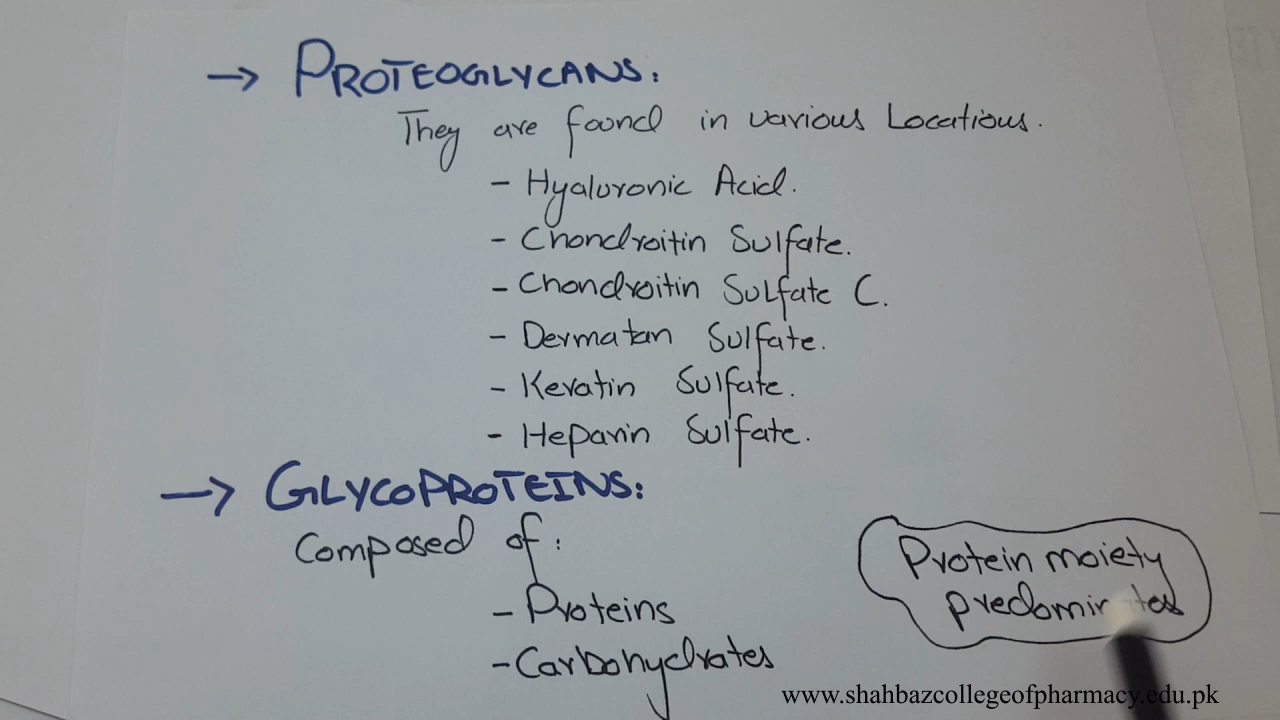 → PROTEOGLYCANS:
They are found in various Locations.
- Hyaluronic Acid.
- Chondroitin Sulfate.
- Chondroitin Sulfate C.
- Dermatan Sulfate.
- Keratin Sulfate.
- Heparin Sulfate.
→ GLYCOPROTEINS:
Composed of:
- Proteins
- Carbohydrates
Protein moiety
predominates
www.shahbazcollegeofpharmacy.edu.pk